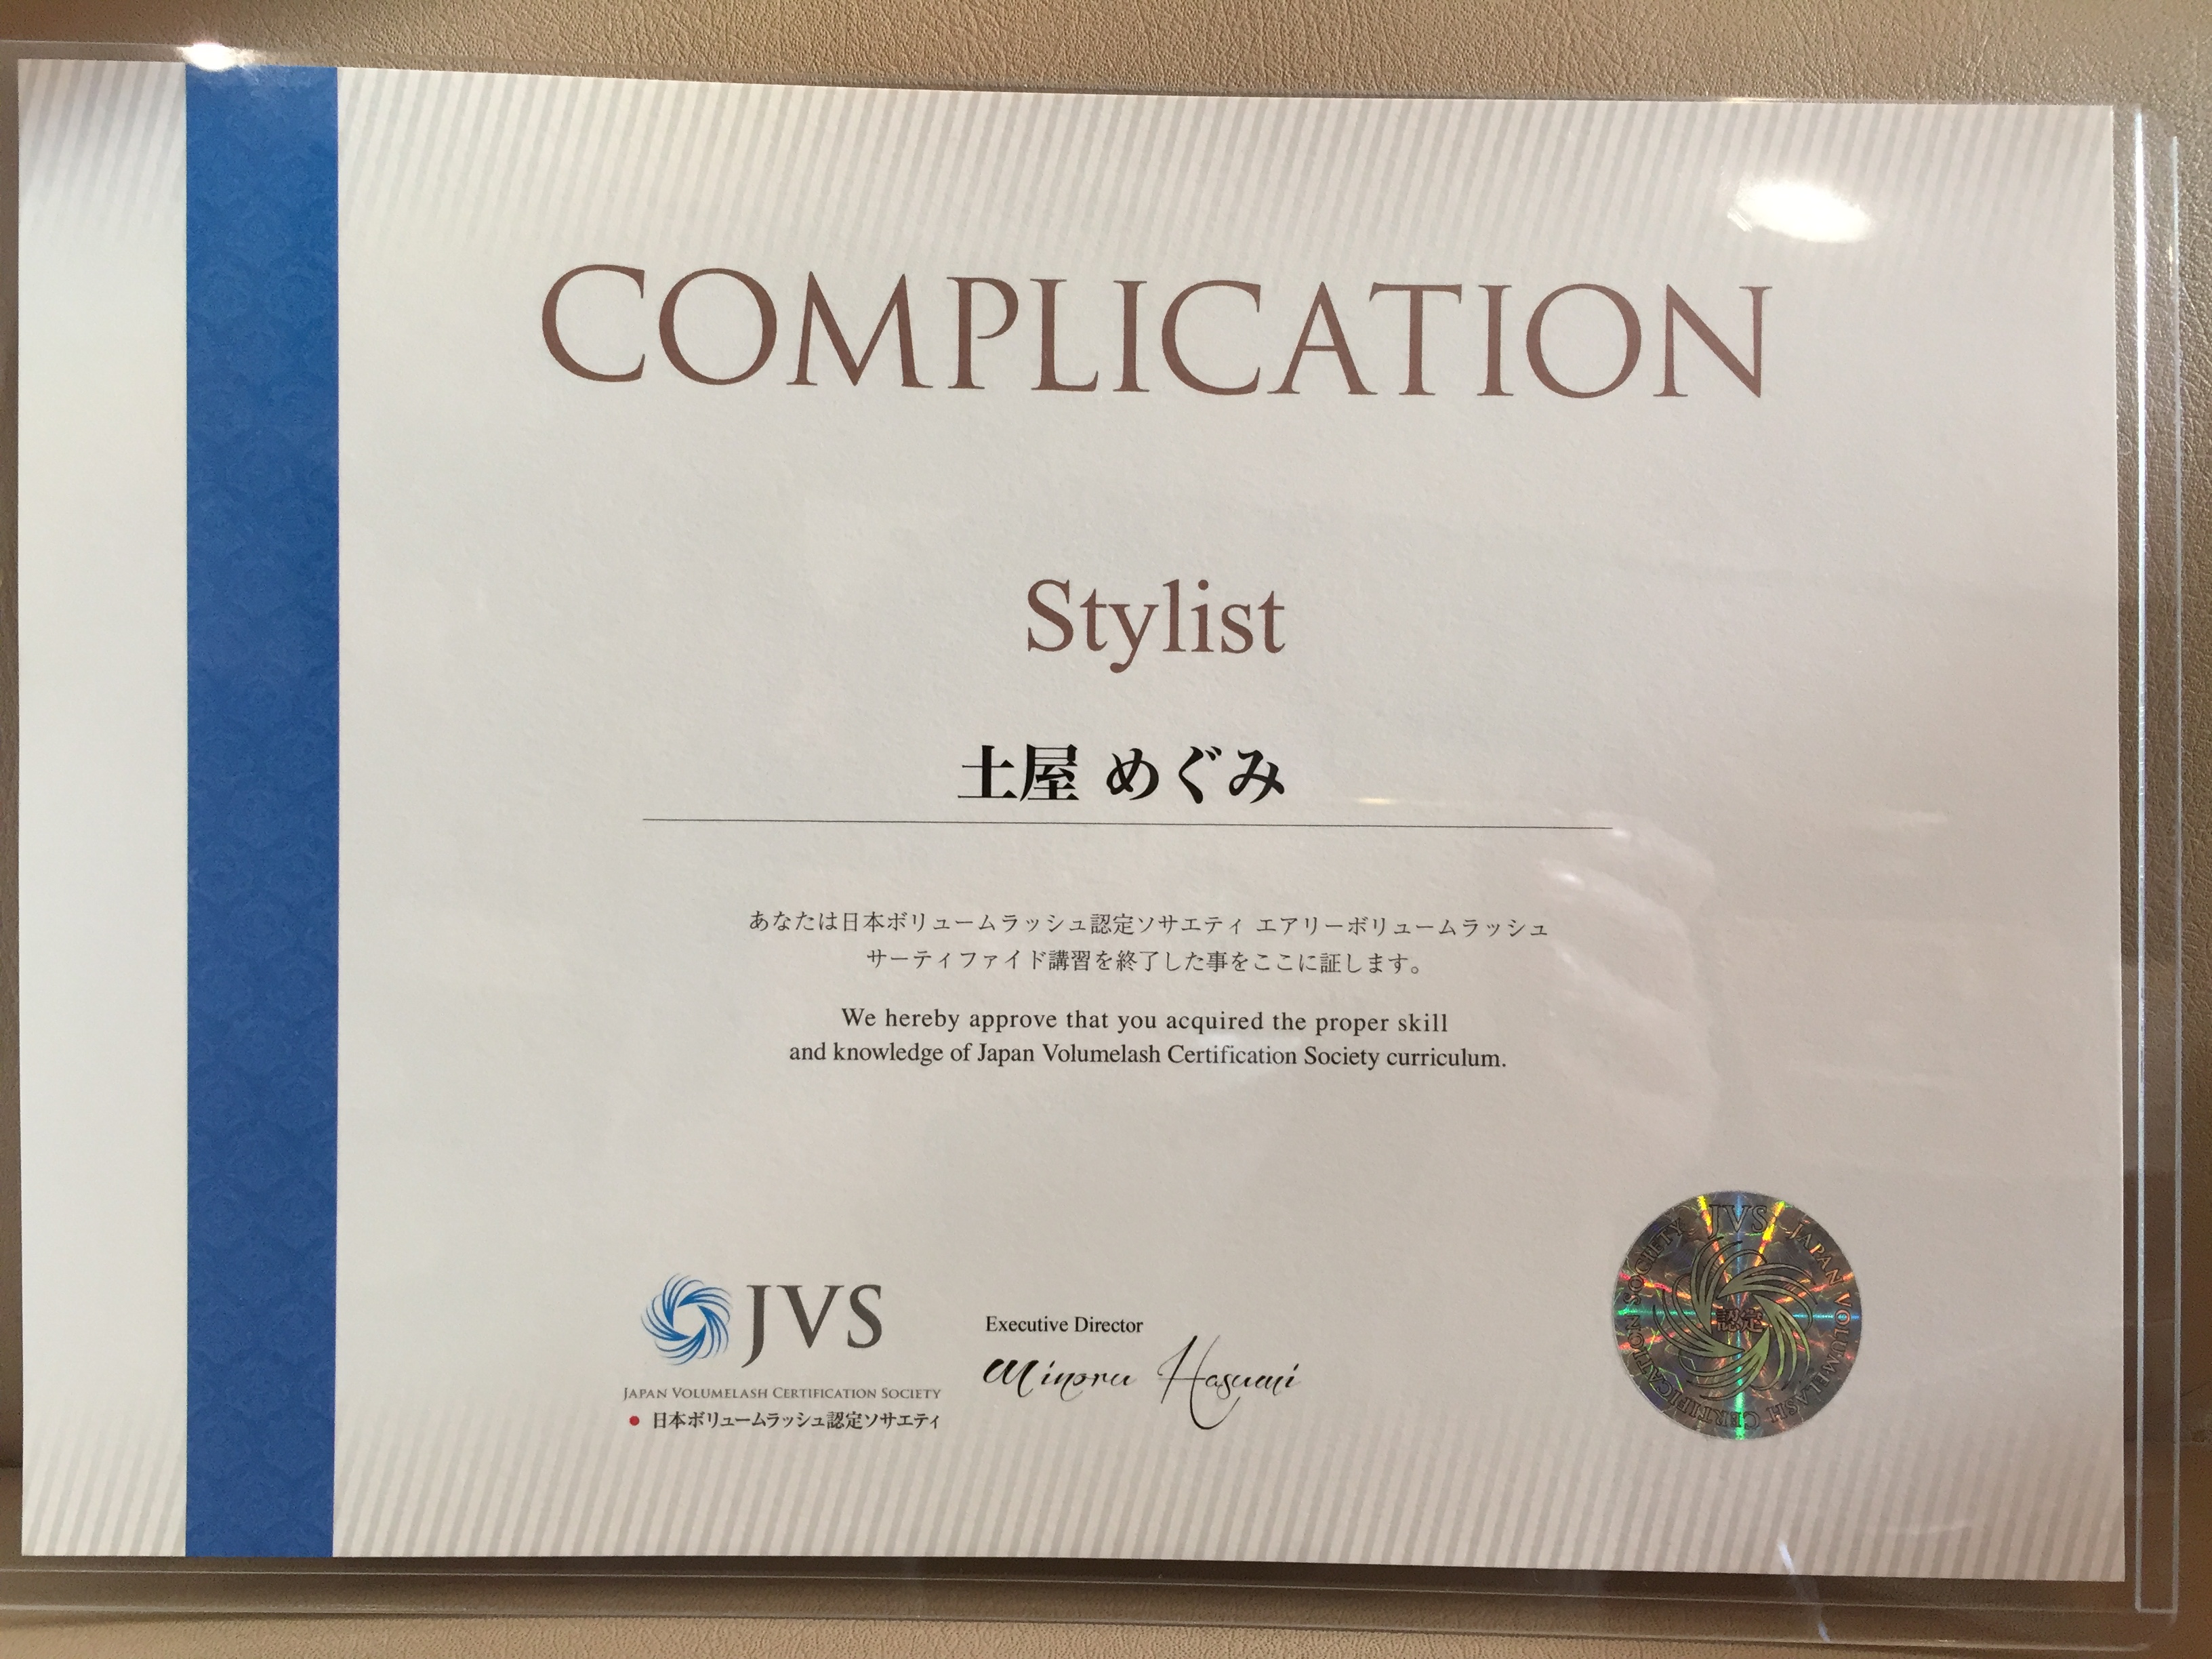 COMPLICATION
Stylist
土屋 めぐみ
あなたは日本ボリュームラッシュ認定ソサエティ エアリーボリュームラッシュ
サーティファイド講習を終了した事をここに証します。
We hereby approve that you acquired the proper skill
and knowledge of Japan Volumelash Certification Society curriculum.
JVS
JAPAN VOLUMELASH CERTIFICATION SOCIETY
日本ボリュームラッシュ認定ソサエティ
Executive Director
Minoru Hasumi
JVS JAPAN VOLUMELASH CERTIFICATION SOCIETY
認定